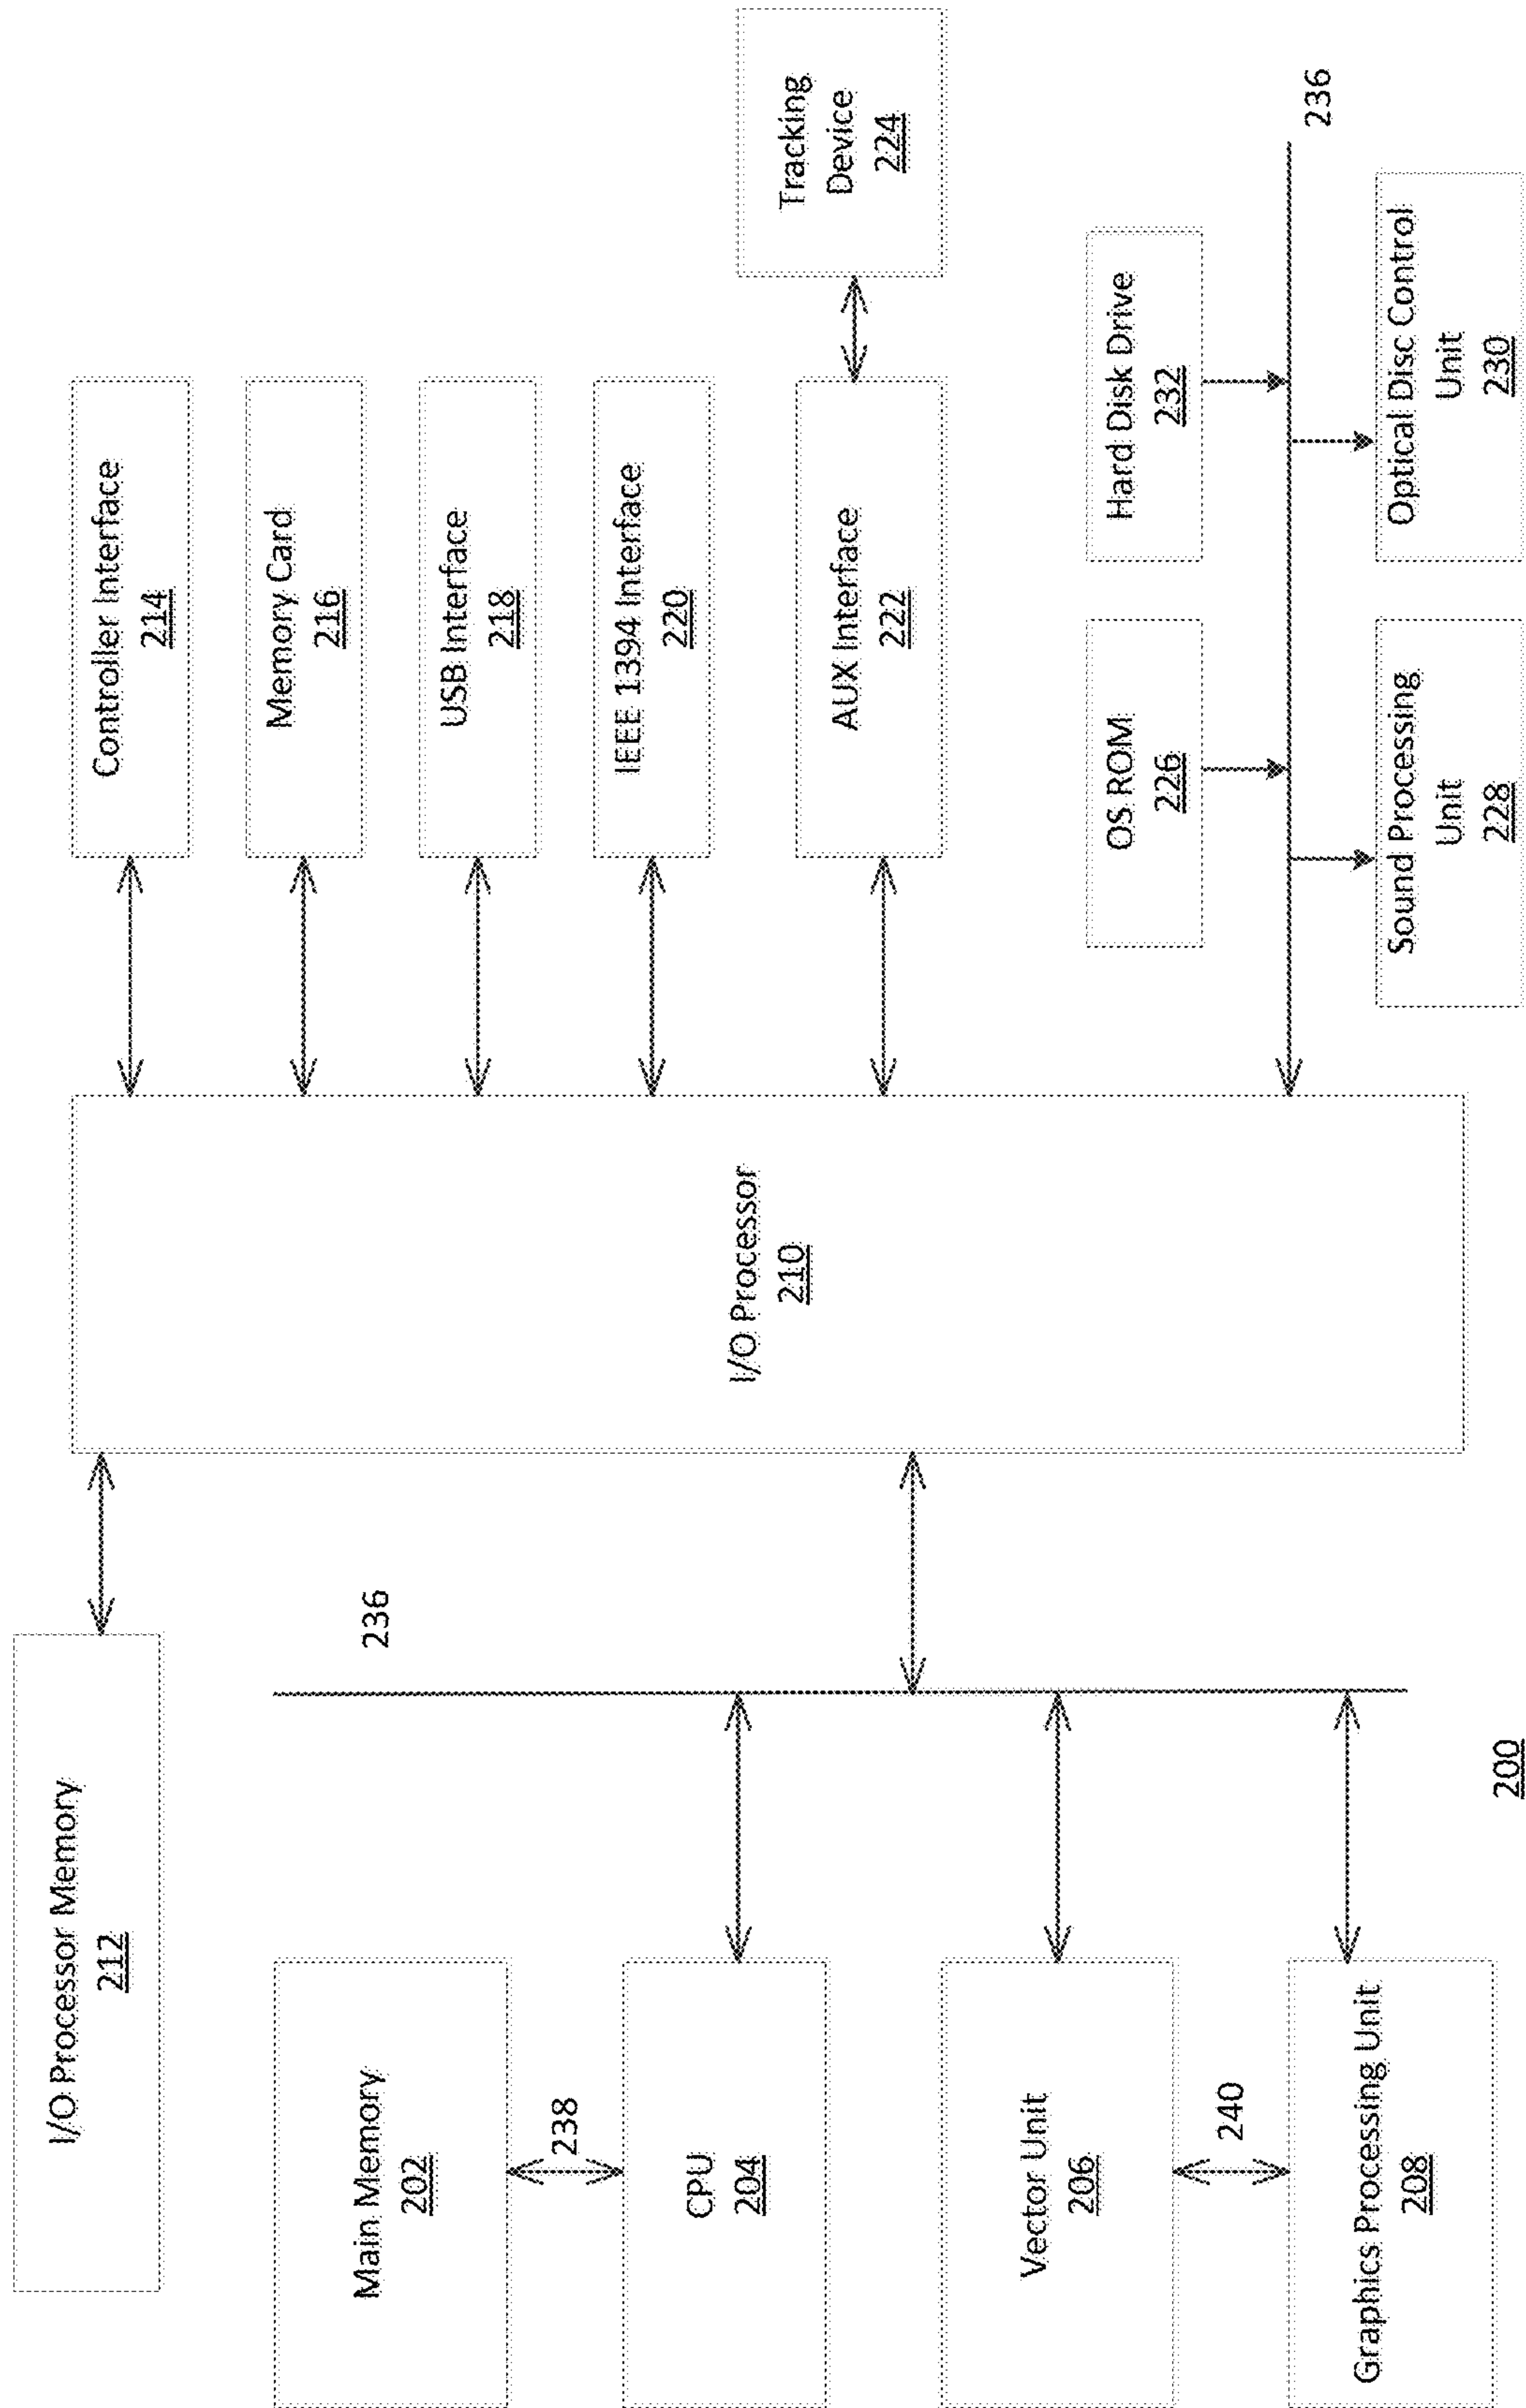 I/O Processor Memory
212
Main Memory
202
238
CPU
204
Vector Unit
206
240
Graphics Processing Unit
208
236
200
I/O Processor
210
Controller Interface
214
Memory Card
216
USB Interface
218
IEEE 1394 Interface
220
AUX Interface
222
Tracking
Device
224
OS ROM
226
Hard Disk Drive
232
236
Sound Processing
Unit
228
Optical Disc Control
Unit
230